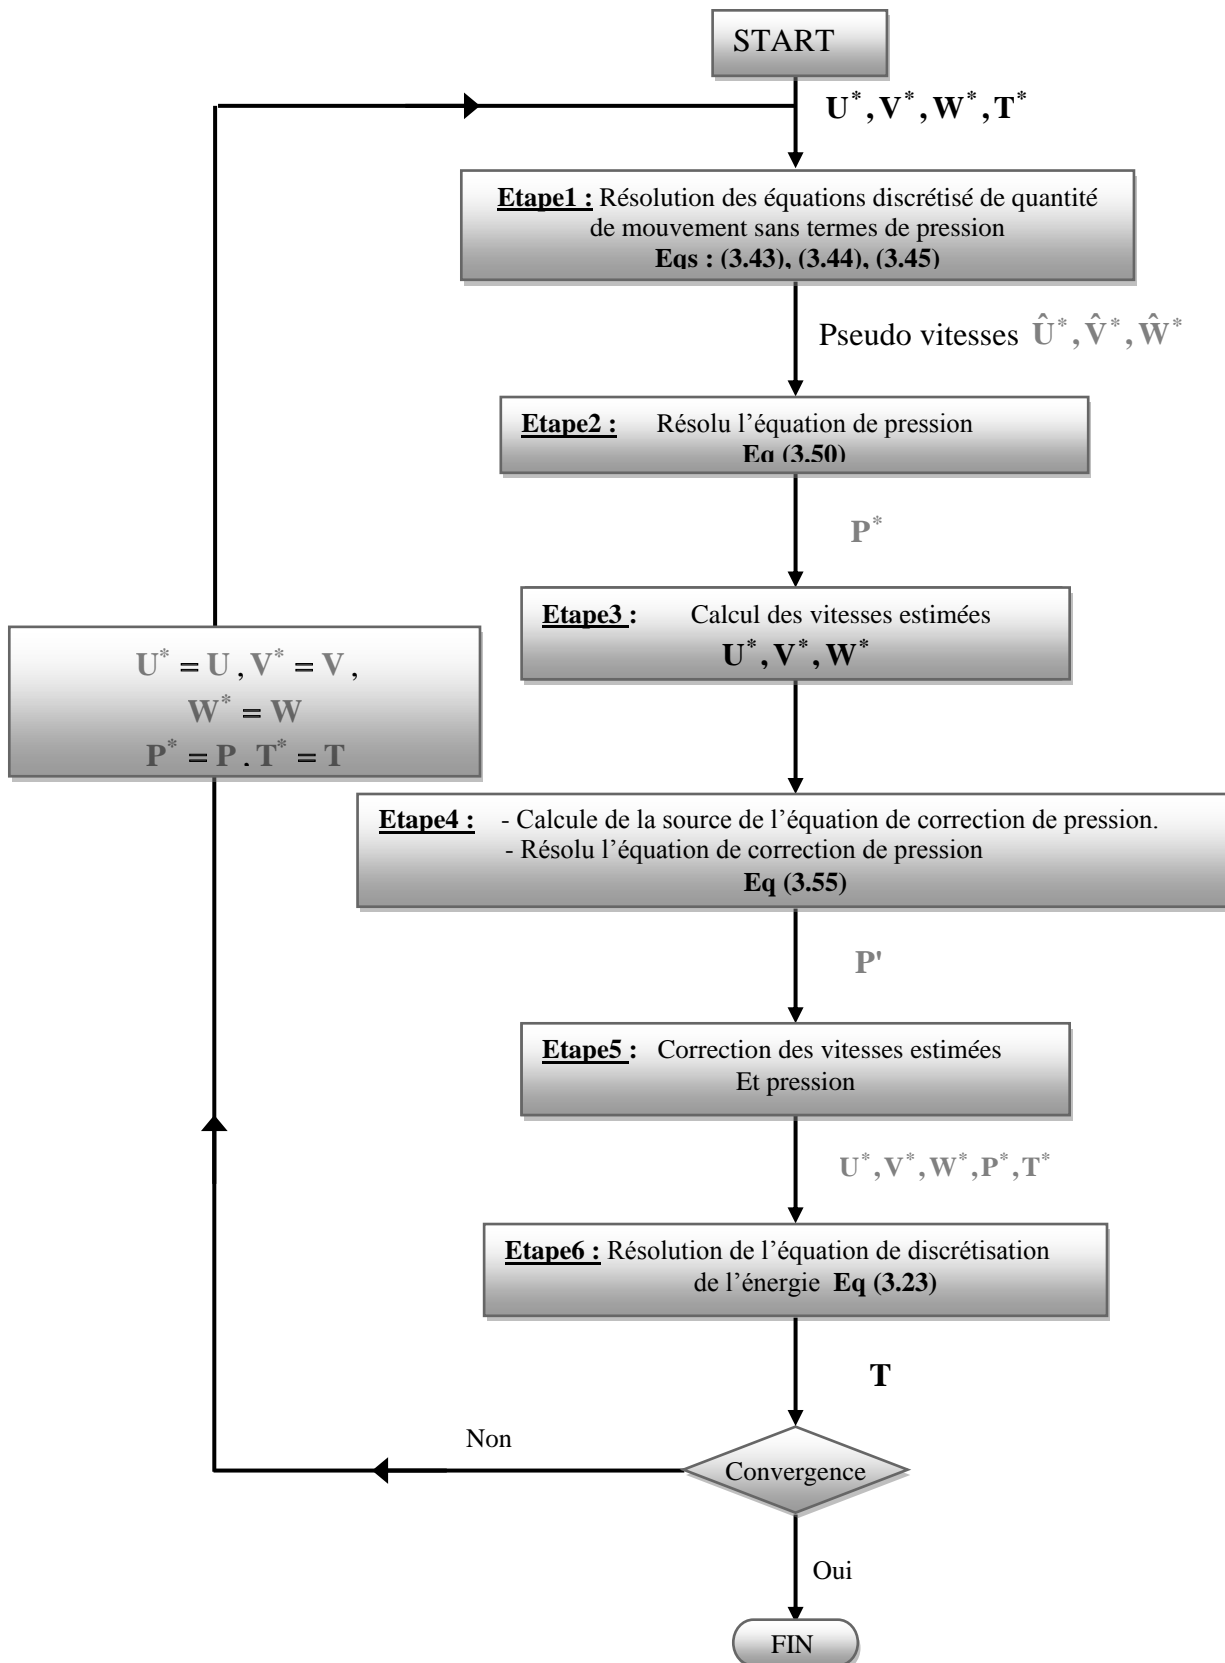 START
U*, V*, W*, T*
Etape1 : Résolution des équations discrétisé de quantité
de mouvement sans termes de pression
Eqs : (3.43), (3.44), (3.45)
Pseudo vitesses Û*, V̂*, Ŵ*
Etape2 : Résolu l’équation de pression
Eq (3.50)
P*
Etape3 : Calcul des vitesses estimées
U*, V*, W*
U* = U , V* = V ,
W* = W
P* = P , T* = T
Etape4 : - Calcule de la source de l’équation de correction de pression.
- Résolu l’équation de correction de pression
Eq (3.55)
P'
Etape5 : Correction des vitesses estimées
Et pression
U*, V*, W*, P*, T*
Etape6 : Résolution de l’équation de discrétisation
de l’énergie Eq (3.23)
T
Non
Convergence
Oui
FIN